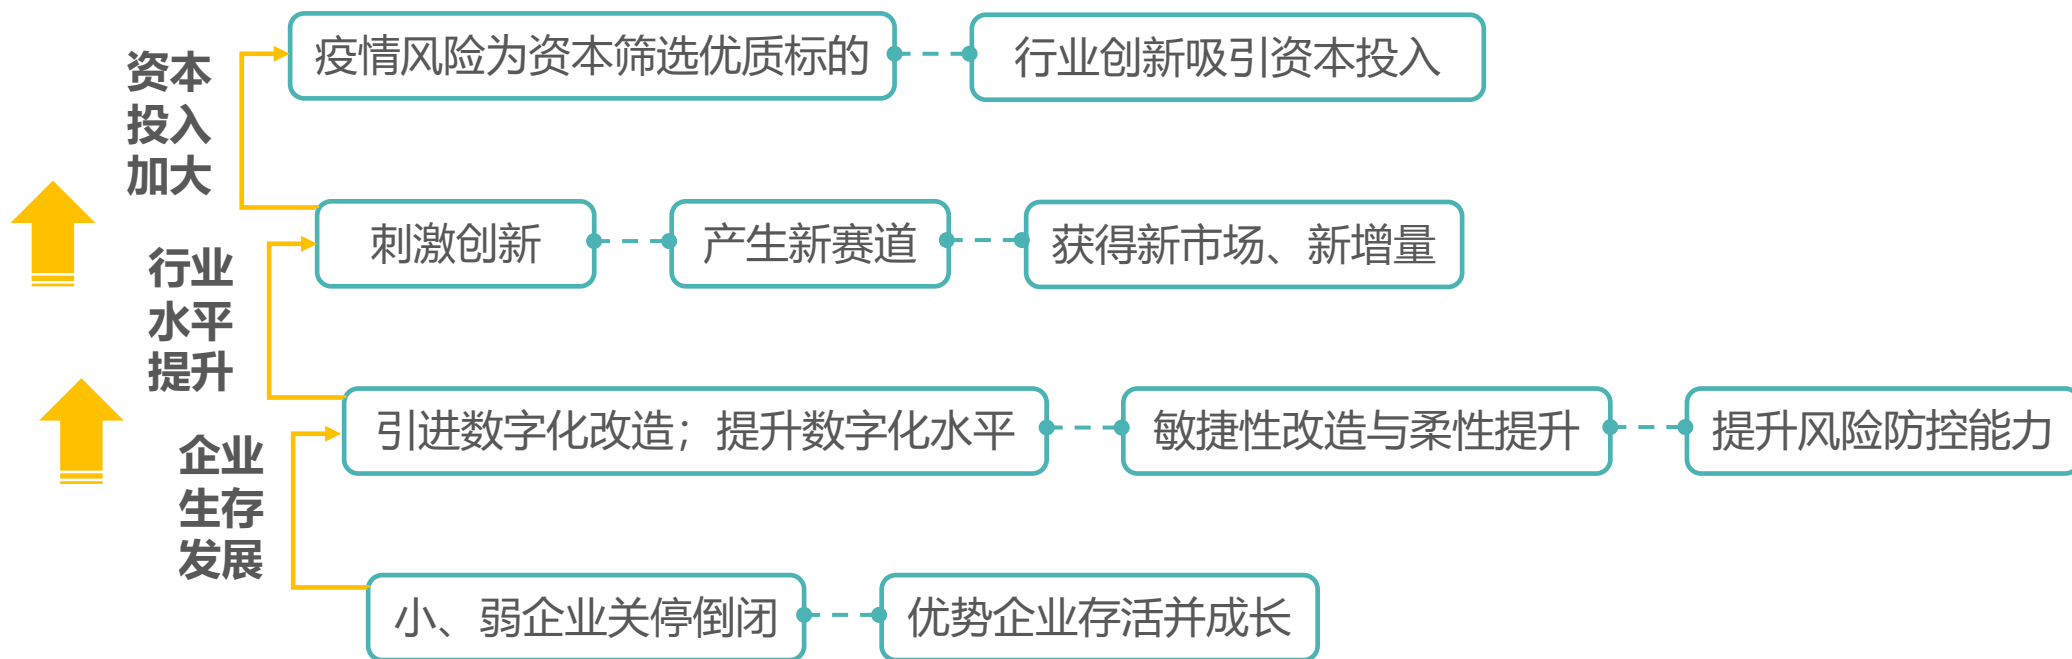 资本
投入
加大
疫情风险为资本筛选优质标的
行业创新吸引资本投入
刺激创新
产生新赛道
获得新市场、新增量
行业
水平
提升
引进数字化改造；提升数字化水平
敏捷性改造与柔性提升
提升风险防控能力
企业
生存
发展
小、弱企业关停倒闭
优势企业存活并成长